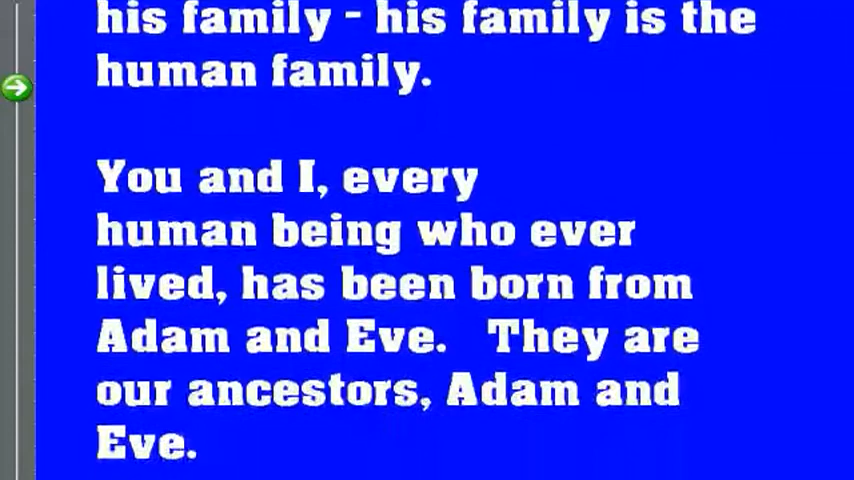 his family - his family is the
human family.
You and I, every
human being who ever
lived, has been born from
Adam and Eve.   They are
our ancestors, Adam and
Eve.